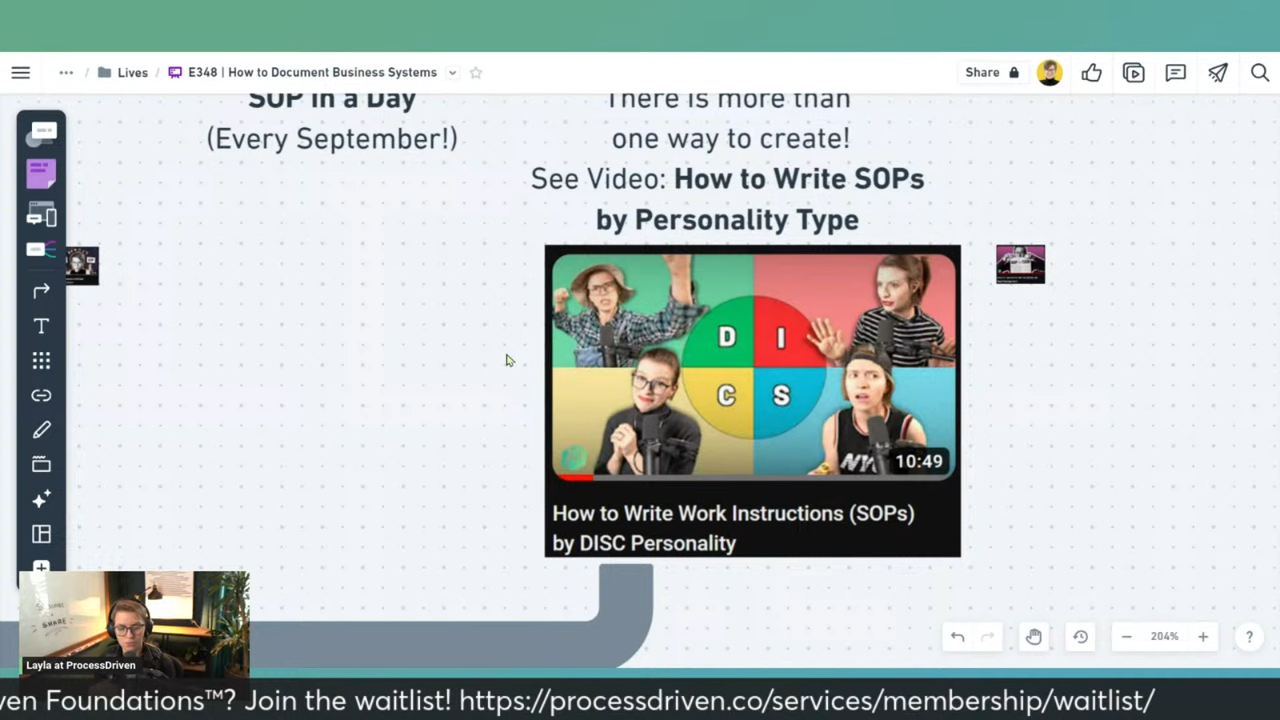 Lives / E348 | How to Document Business Systems
Share
SOP in a Day
(Every September!)
There is more than
one way to create!
See Video: How to Write SOPs
by Personality Type
D I
C S
10:49
How to Write Work Instructions (SOPs)
by DISC Personality
204%
Layla at ProcessDriven
ven Foundations™? Join the waitlist! https://processdriven.co/services/membership/waitlist/